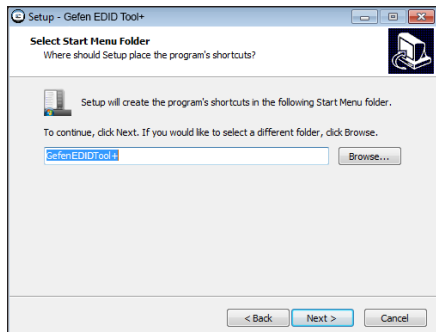 Setup - Gefen EDID Tool+
Select Start Menu Folder
Where should Setup place the program's shortcuts?
Setup will create the program's shortcuts in the following Start Menu folder.
To continue, click Next. If you would like to select a different folder, click Browse.
GefenEDIDTool+
Browse...
< Back
Next >
Cancel